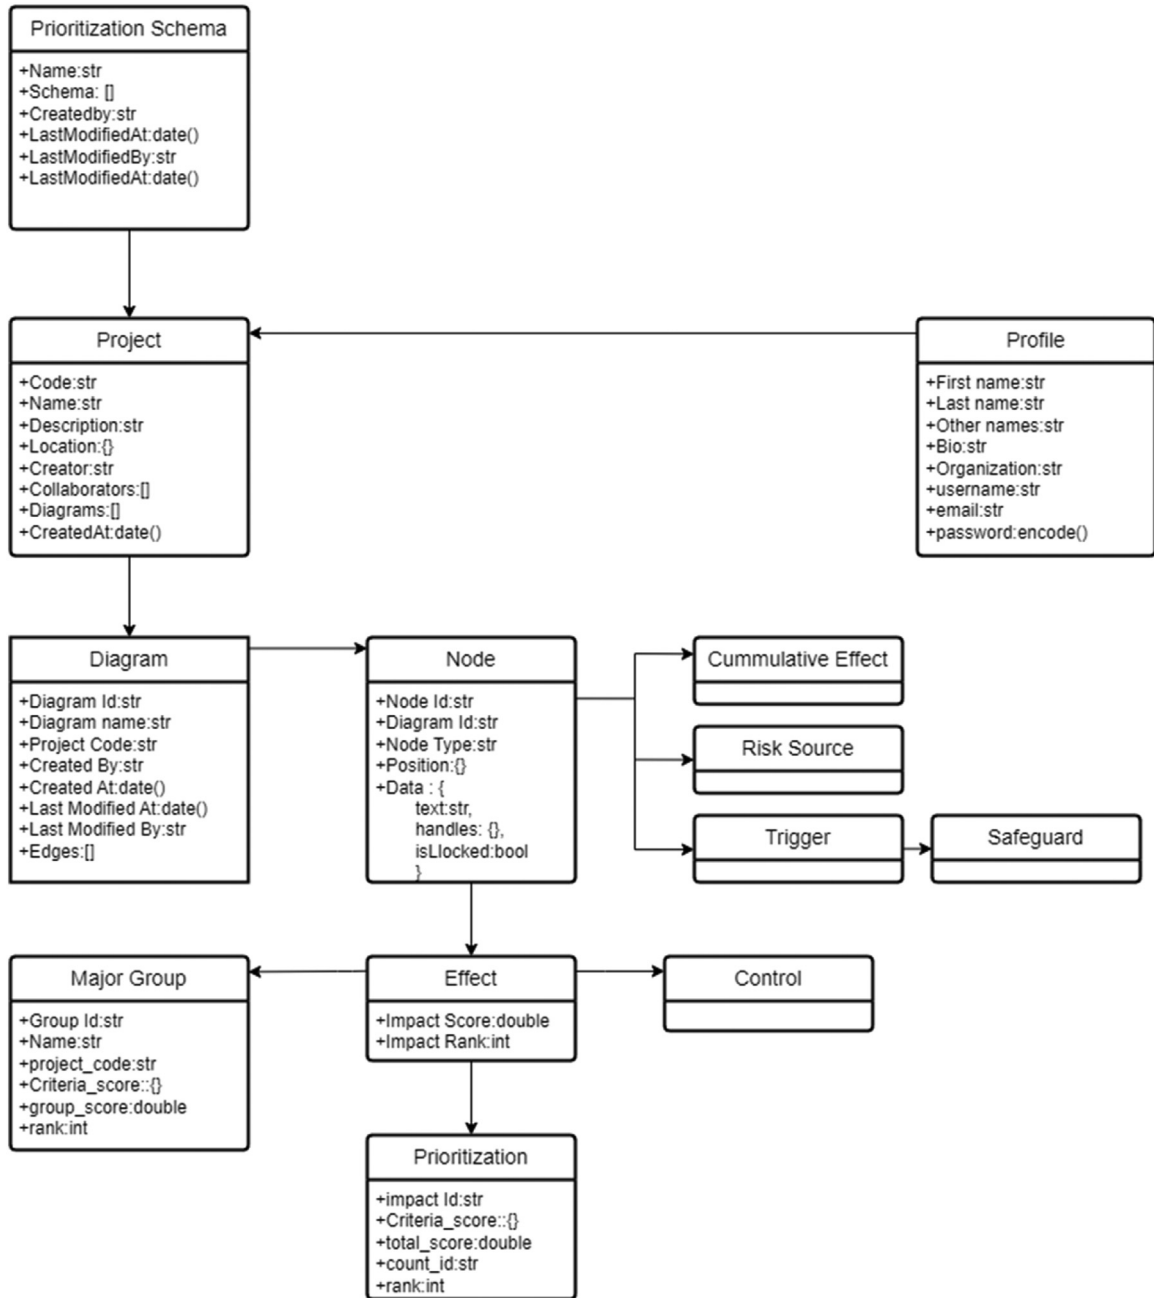 Prioritization Schema
+Name:str
+Schema: []
+Createdby:str
+LastModifiedAt:date()
+LastModifiedBy:str
+LastModifiedAt:date()
Project
+Code:str
+Name:str
+Description:str
+Location:{}
+Creator:str
+Collaborators:[]
+Diagrams:[]
+CreatedAt:date()
Profile
+First name:str
+Last name:str
+Other names:str
+Bio:str
+Organization:str
+username:str
+email:str
+password:encode()
Diagram
+Diagram Id:str
+Diagram name:str
+Project Code:str
+Created By:str
+Created At:date()
+Last Modified At:date()
+Last Modified By:str
+Edges:[]
Node
+Node Id:str
+Diagram Id:str
+Node Type:str
+Position:{}
+Data : {
text:str,
handles: {},
isLlocked:bool
}
Cummulative Effect
Risk Source
Trigger
Safeguard
Major Group
+Group Id:str
+Name:str
+project_code:str
+Criteria_score::{}
+group_score:double
+rank:int
Effect
+Impact Score:double
+Impact Rank:int
Control
Prioritization
+impact Id:str
+Criteria_score::{}
+total_score:double
+count_id:str
+rank:int